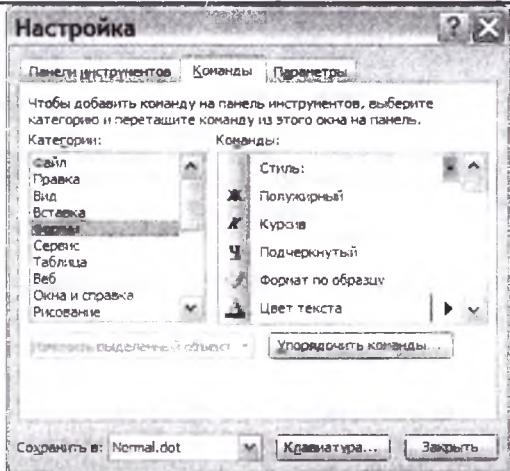 Настройка
Панели инструментов Команды Параметры
Чтобы добавить команду на панель инструментов, выберите
категорию и перетащите команду из этого окна на панель.
Категории: Команды:
Файл
Правка
Вид
Вставка
Формат
Сервис
Таблица
Веб
Окна и справка
Рисование
Стиль:
Ж Полужирный
К Курсив
Ч Подчеркнутый
Формат по образцу
А Цвет текста
Изменить выделенный объект Упорядочить команды...
Сохранить в: Normal.dot Клавиатура... Закрыть